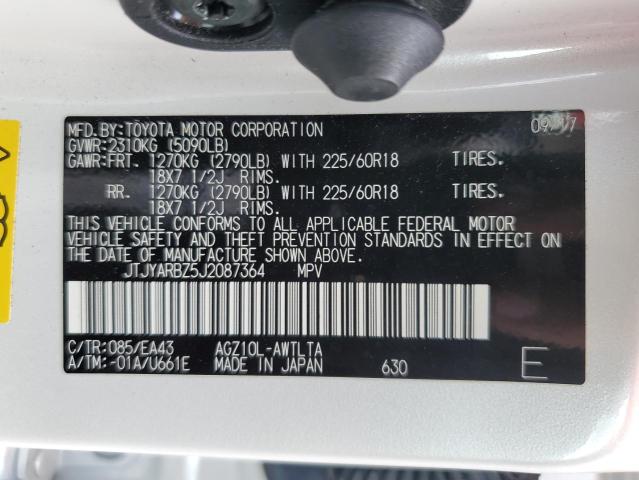 MFD.BY:TOYOTA MOTOR CORPORATION 09/17
GVWR:2310KG (5090LB)
GAWR:FRT. 1270KG (2790LB) WITH 225/60R18 TIRES.
18X7 1/2J RIMS.
RR. 1270KG (2790LB) WITH 225/60R18 TIRES.
18X7 1/2J RIMS.
THIS VEHICLE CONFORMS TO ALL APPLICABLE FEDERAL MOTOR
VEHICLE SAFETY AND THEFT PREVENTION STANDARDS IN EFFECT ON
THE DATE OF MANUFACTURE SHOWN ABOVE.
JTJYARBZ5J2087364 MPV
C/TR:085/EA43 AGZ10L-AWTLTA
A/TM:-01A/U661E MADE IN JAPAN 630 E